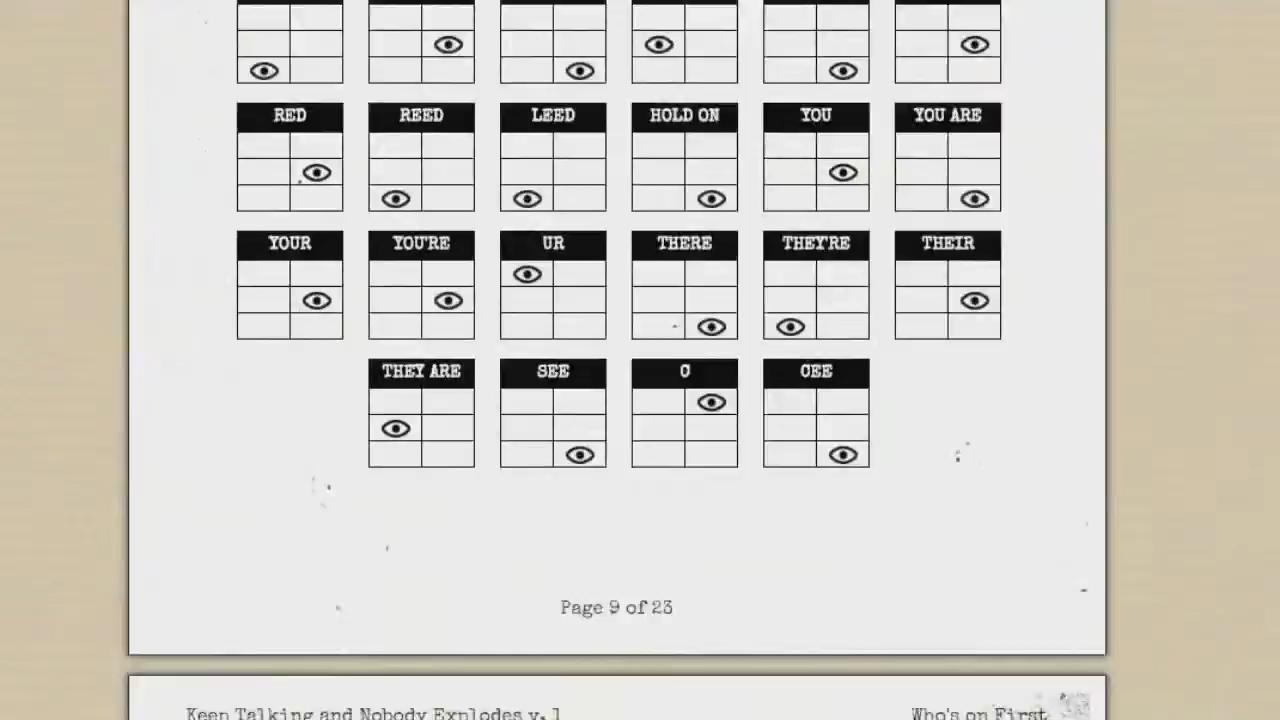 RED REED LEED HOLD ON YOU YOU ARE
YOUR YOU'RE UR THERE THEY'RE THEIR
THEY ARE SEE C CEE
Page 9 of 23
Keep Talking and Nobody Explodes v. 1
Who's on First